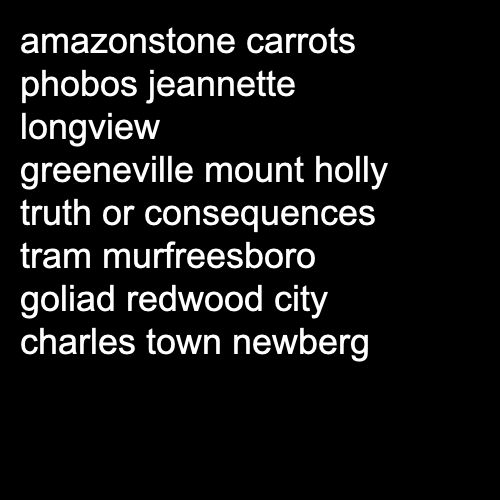 amazonstone carrots
phobos jeannette
longview
greeneville mount holly
truth or consequences
tram murfreesboro
goliad redwood city
charles town newberg